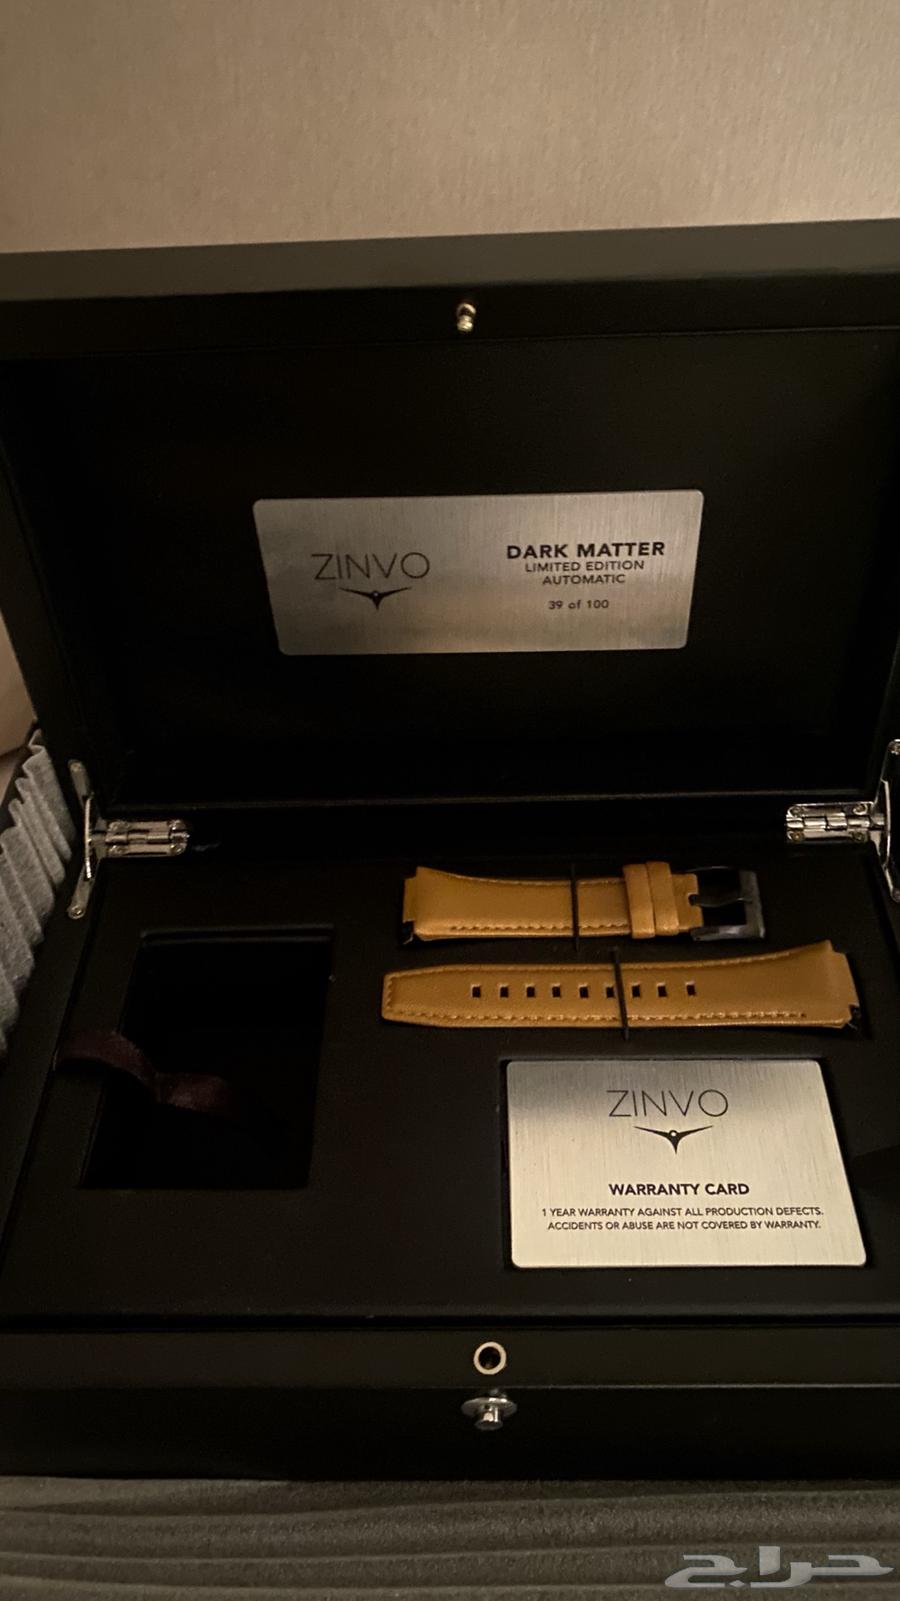 ZINVO
DARK MATTER
LIMITED EDITION
AUTOMATIC
39 of 100
ZINVO
WARRANTY CARD
1 YEAR WARRANTY AGAINST ALL PRODUCTION DEFECTS.
ACCIDENTS OR ABUSE ARE NOT COVERED BY WARRANTY.
حراج